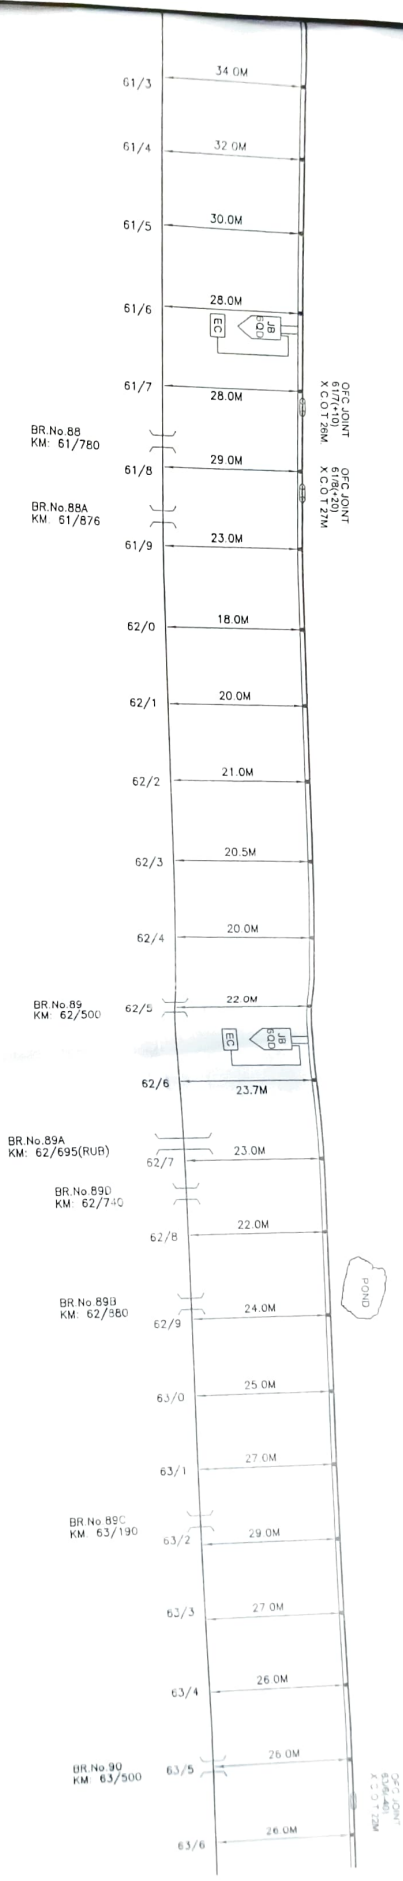 34.0M
61/3
32.0M
61/4
30.0M
61/5
28.0M
61/6
EC
JB
6QD
61/7
28.0M
OFC JOINT
61/7(+10)
X C O T 26M
BR.No.88
KM: 61/780
29.0M
61/8
OFC JOINT
61/8(+20)
X C O T 27M
BR.No.88A
KM. 61/876
23.0M
61/9
18.0M
62/0
20.0M
62/1
21.0M
62/2
20.5M
62/3
20.0M
62/4
BR.No.89
KM: 62/500
62/5
22.0M
EC
JB
6QD
62/6
23.7M
BR.No.89A
KM: 62/695(RUB)
62/7
23.0M
BR.No.89D
KM: 62/740
22.0M
62/8
POND
BR.No.89B
KM: 62/880
24.0M
62/9
25.0M
63/0
27.0M
63/1
BR.No.89C
KM. 63/190
63/2
29.0M
27.0M
63/3
26.0M
63/4
BR.No.90
KM: 63/500
63/5
26.0M
OFC JOINT
X C O T 22M
26.0M
63/6